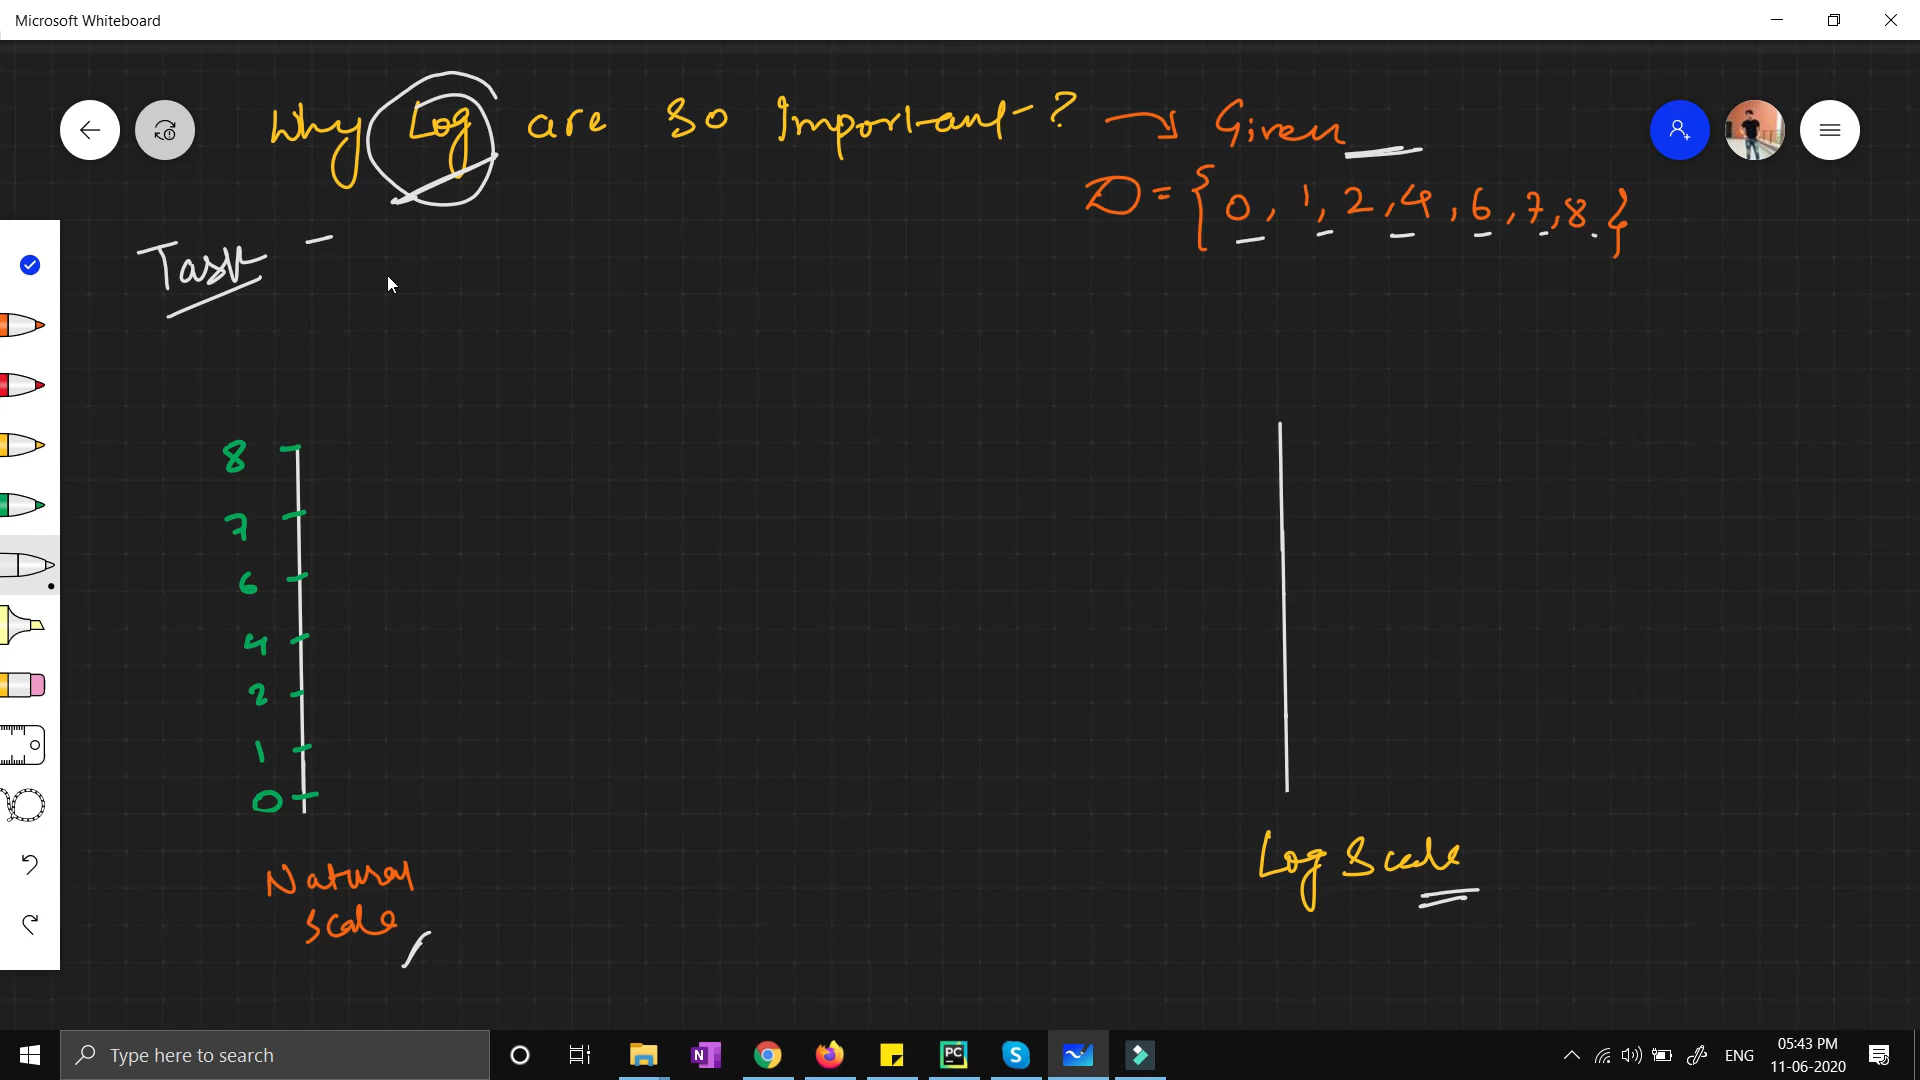 Microsoft Whiteboard
Why Log are so Important ? → Given
D = { 0, 1, 2, 4, 6, 7, 8 }
Task -
8
7
6
4
2
1
0
Natural
scale
Log Scale
Type here to search
ENG
05:43 PM
11-06-2020